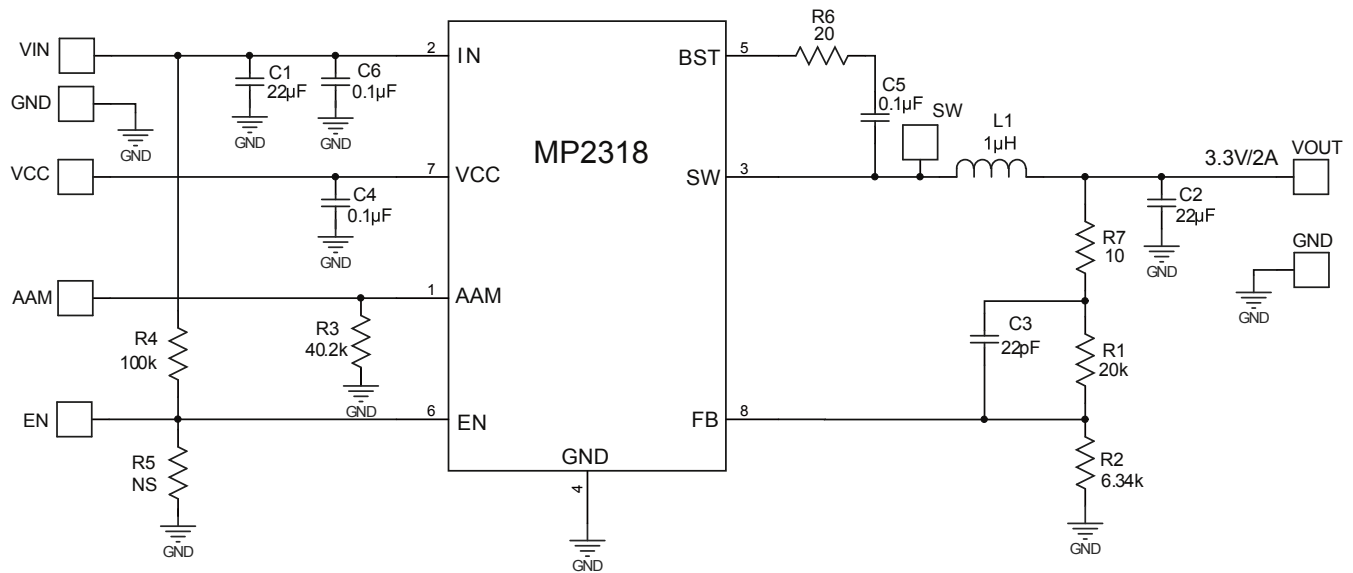 VIN
GND
GND
VCC
AAM
EN
R4
100k
R5
NS
GND
C1
22µF
GND
C6
0.1µF
GND
C4
0.1µF
GND
R3
40.2k
GND
2
IN
7
VCC
1
AAM
6
EN
MP2318
BST
5
SW
3
FB
8
GND
4
GND
R6
20
C5
0.1µF
SW
L1
1µH
3.3V/2A
VOUT
C2
22µF
GND
GND
GND
R7
10
C3
22pF
R1
20k
R2
6.34k
GND